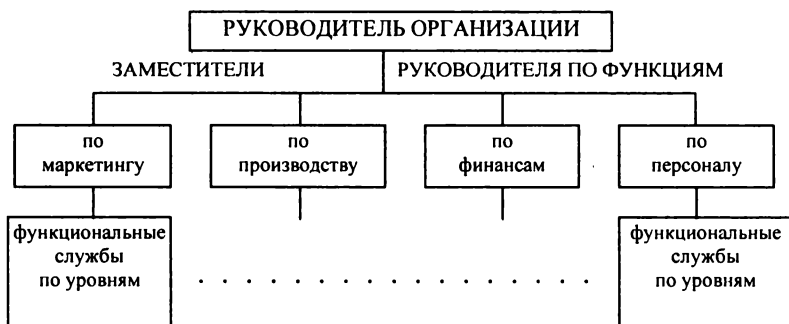 РУКОВОДИТЕЛЬ ОРГАНИЗАЦИИ
ЗАМЕСТИТЕЛИ РУКОВОДИТЕЛЯ ПО ФУНКЦИЯМ
по
маркетингу
по
производству
по
финансам
по
персоналу
функциональные
службы
по уровням
. . . . . . . . . . . . . . . . . .
функциональные
службы
по уровням